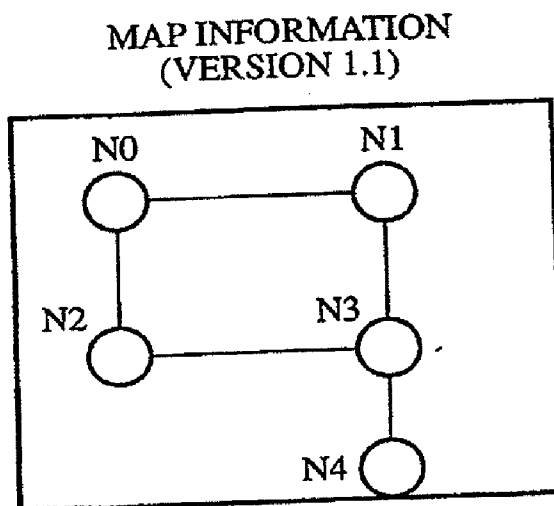 MAP INFORMATION
(VERSION 1.1)
N0 N1
N2 N3
N4